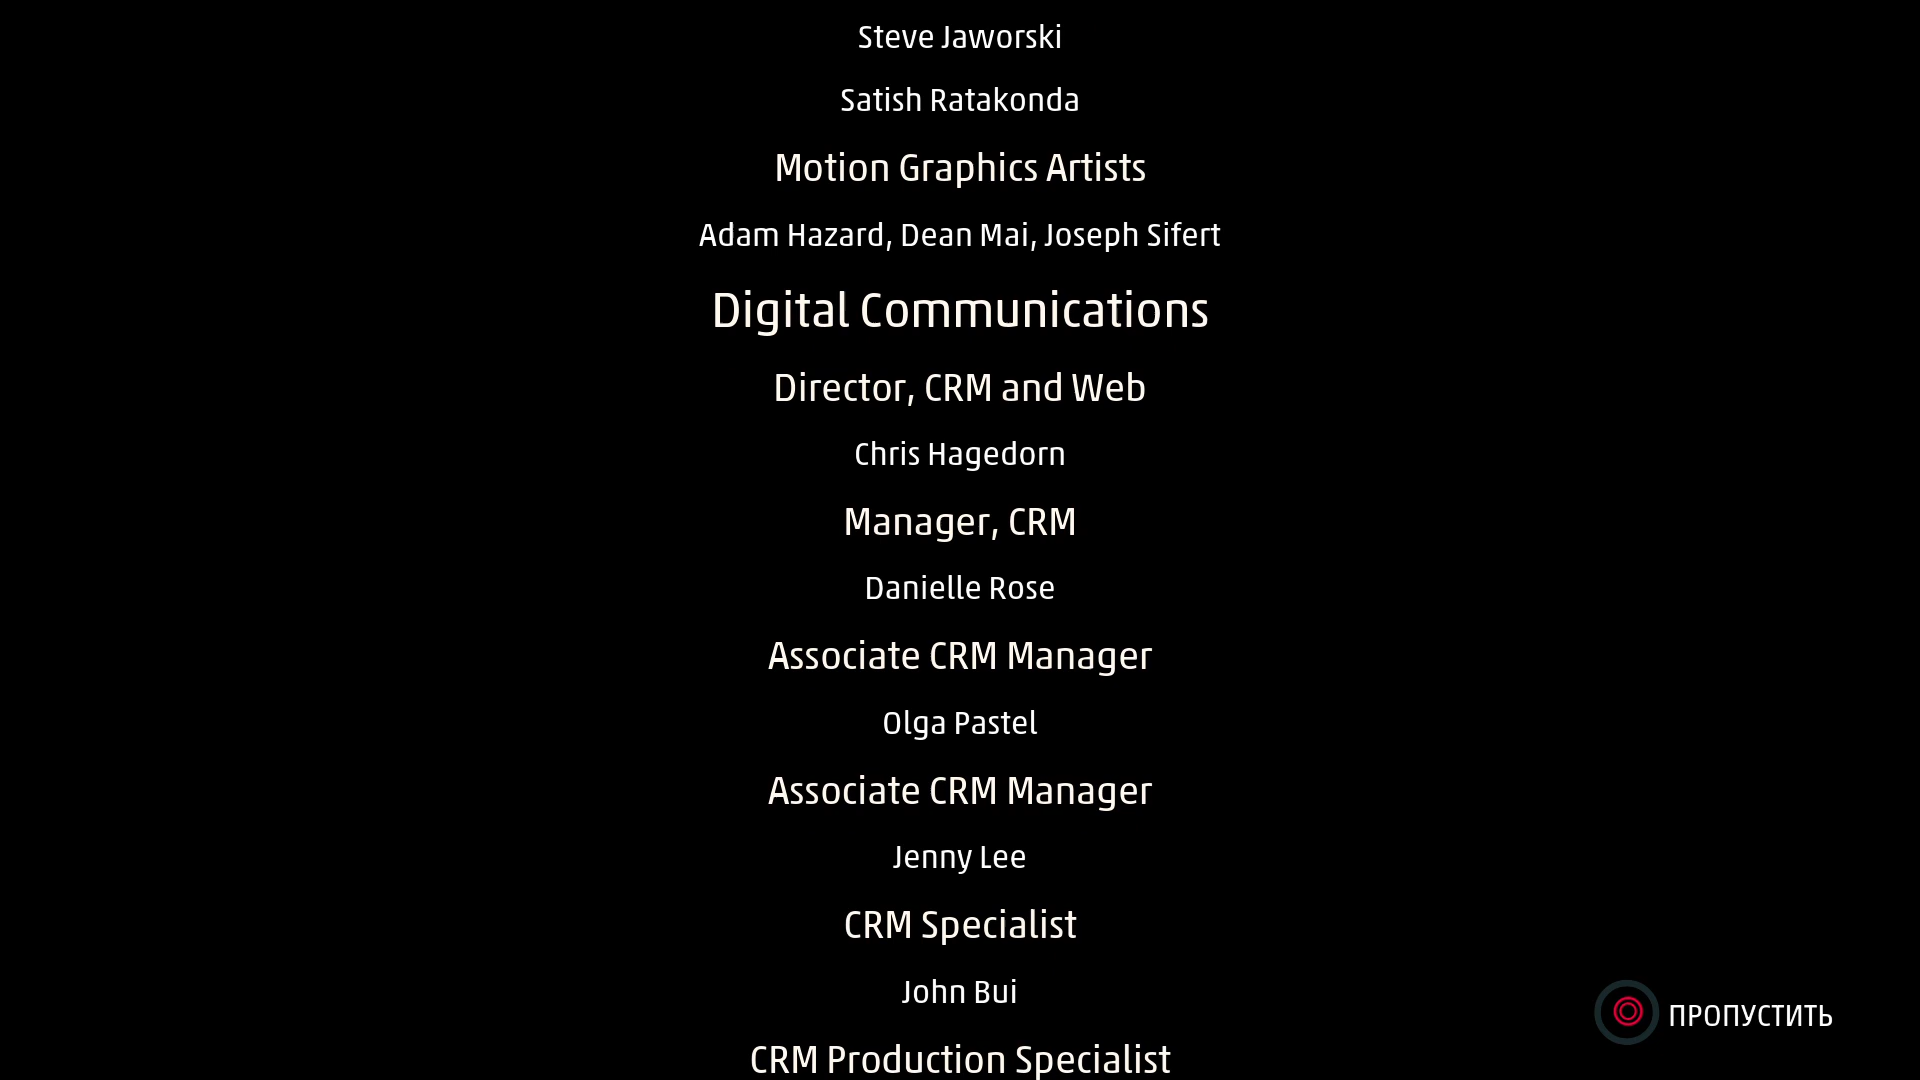 Steve Jaworski
Satish Ratakonda
Motion Graphics Artists
Adam Hazard, Dean Mai, Joseph Sifert
Digital Communications
Director, CRM and Web
Chris Hagedorn
Manager, CRM
Danielle Rose
Associate CRM Manager
Olga Pastel
Associate CRM Manager
Jenny Lee
CRM Specialist
John Bui
ПРОПУСТИТЬ
CRM Production Specialist